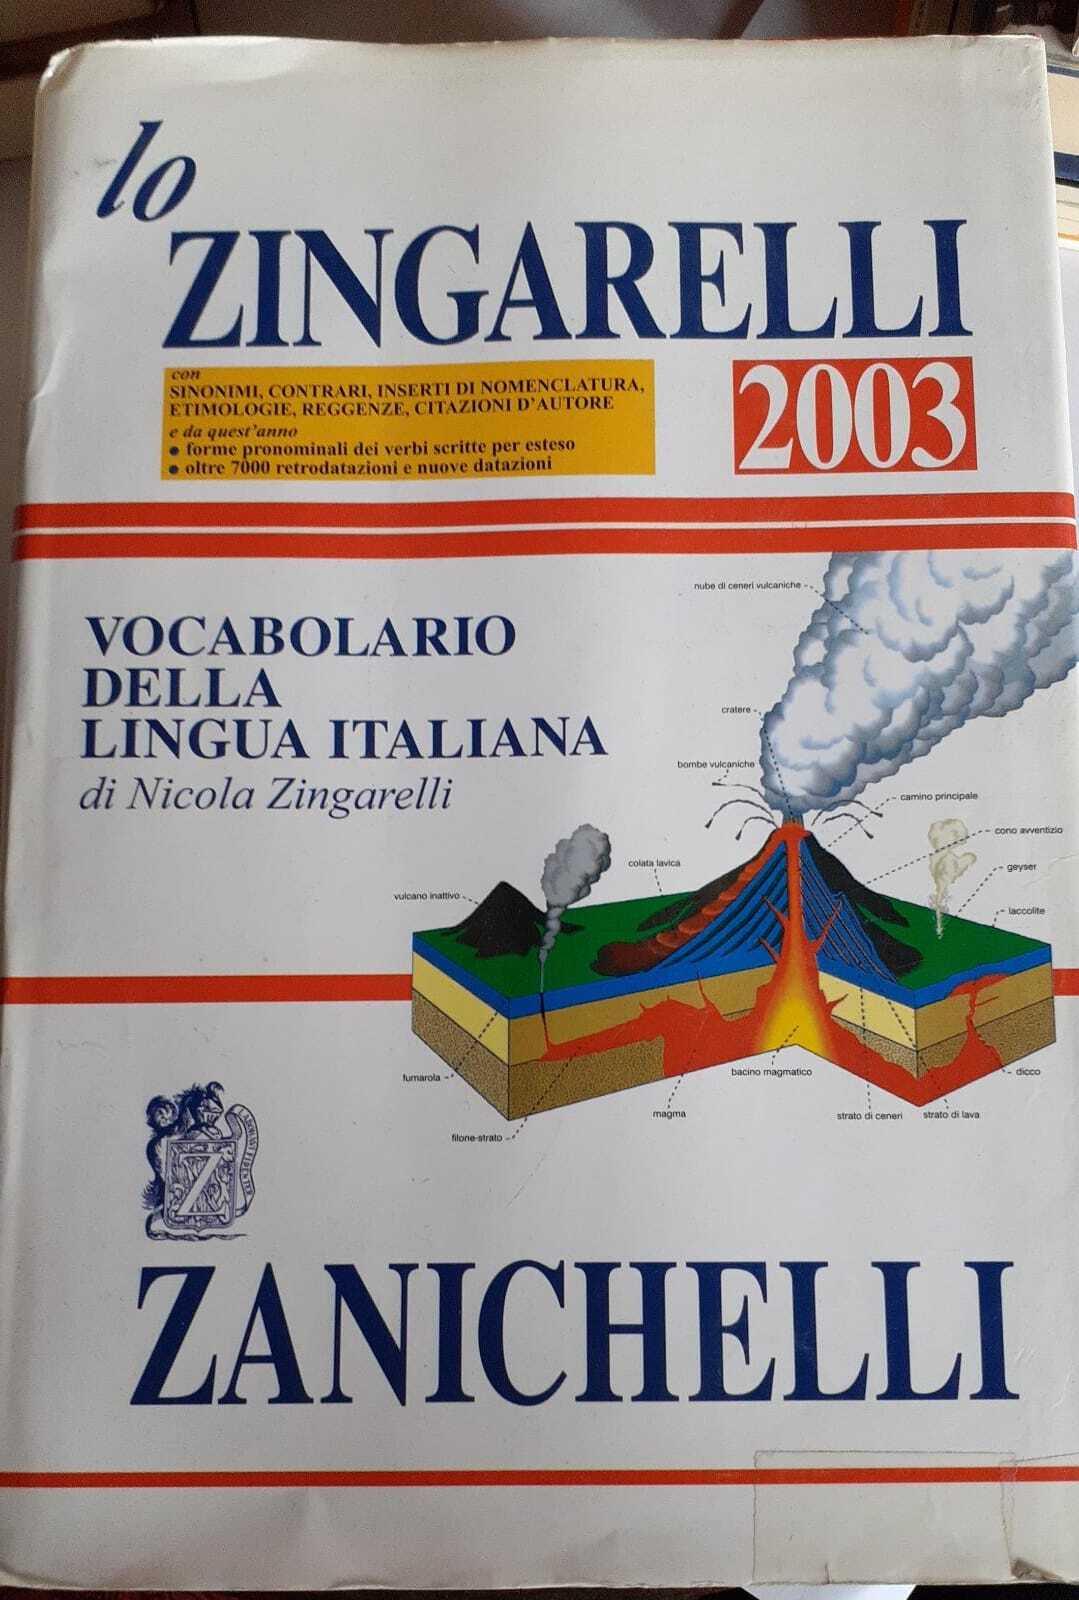 lo
ZINGARELLI
2003
con
SINONIMI, CONTRARI, INSERTI DI NOMENCLATURA,
ETIMOLOGIE, REGGENZE, CITAZIONI D'AUTORE
e da quest'anno
• forme pronominali dei verbi scritte per esteso
• oltre 7000 retrodatazioni e nuove datazioni
VOCABOLARIO
DELLA
LINGUA ITALIANA
di Nicola Zingarelli
nube di ceneri vulcaniche
cratere
bombe vulcaniche
camino principale
cono avventizio
colata lavica
geyser
vulcano inattivo
laccolite
fumarola
bacino magmatico
dicco
magma
strato di ceneri
strato di lava
filone-strato
Z
ZANICHELLI